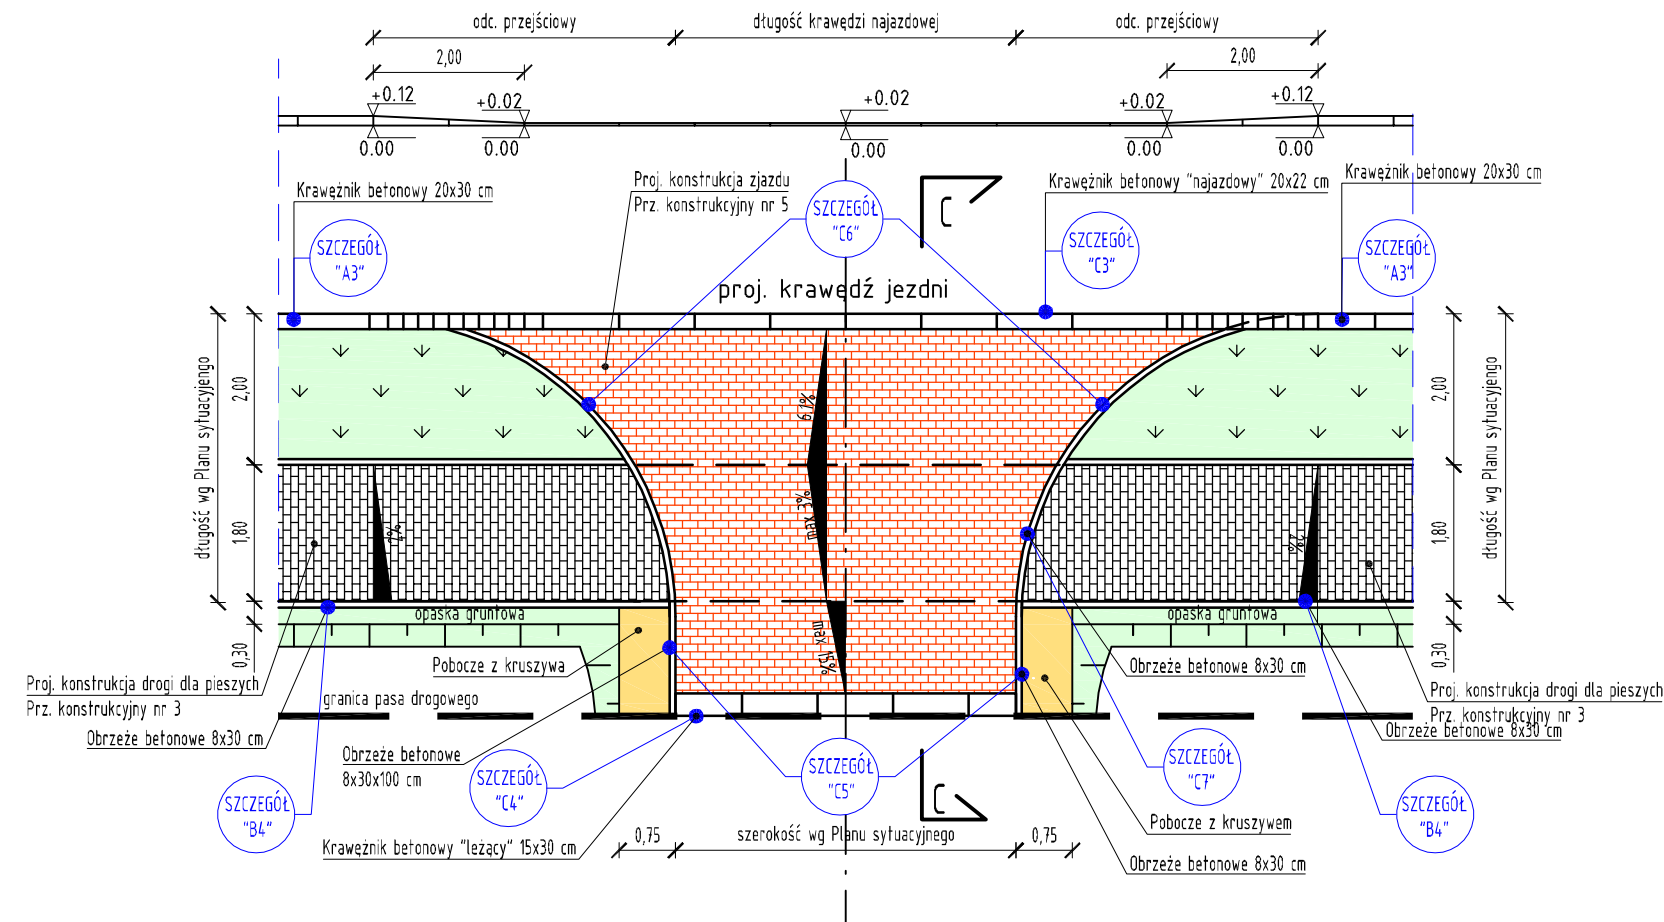 odc. przejściowy
długość krawędzi najazdowej
odc. przejściowy
2,00
2,00
+0.12
+0.02
+0.02
+0.02
+0.12
0.00
0.00
0.00
0.00
0.00
Krawężnik betonowy 20x30 cm
Proj. konstrukcja zjazdu
Prz. konstrukcyjny nr 5
Krawężnik betonowy "najazdowy" 20x22 cm
Krawężnik betonowy 20x30 cm
SZCZEGÓŁ
"A3"
SZCZEGÓŁ
"C6"
C
SZCZEGÓŁ
"C3"
SZCZEGÓŁ
"A3"
proj. krawędź jezdni
długość wg Planu sytuacyjengo
2,00
1,80
0,30
6,1%
max 3%
max 15%
2%
2%
2,00
1,80
0,30
długość wg Planu sytuacyjengo
opaska gruntowa
opaska gruntowa
Pobocze z kruszywa
Obrzeże betonowe 8x30 cm
Proj. konstrukcja drogi dla pieszych
Prz. konstrukcyjny nr 3
granica pasa drogowego
Proj. konstrukcja drogi dla pieszych
Prz. konstrukcyjny nr 3
Obrzeże betonowe 8x30 cm
Obrzeże betonowe 8x30 cm
Obrzeże betonowe
8x30x100 cm
SZCZEGÓŁ
"C4"
SZCZEGÓŁ
"C5"
SZCZEGÓŁ
"C7"
SZCZEGÓŁ
"B4"
SZCZEGÓŁ
"B4"
C
Pobocze z kruszywem
Krawężnik betonowy "leżący" 15x30 cm
0,75
szerokość wg Planu sytuacyjnego
0,75
Obrzeże betonowe 8x30 cm